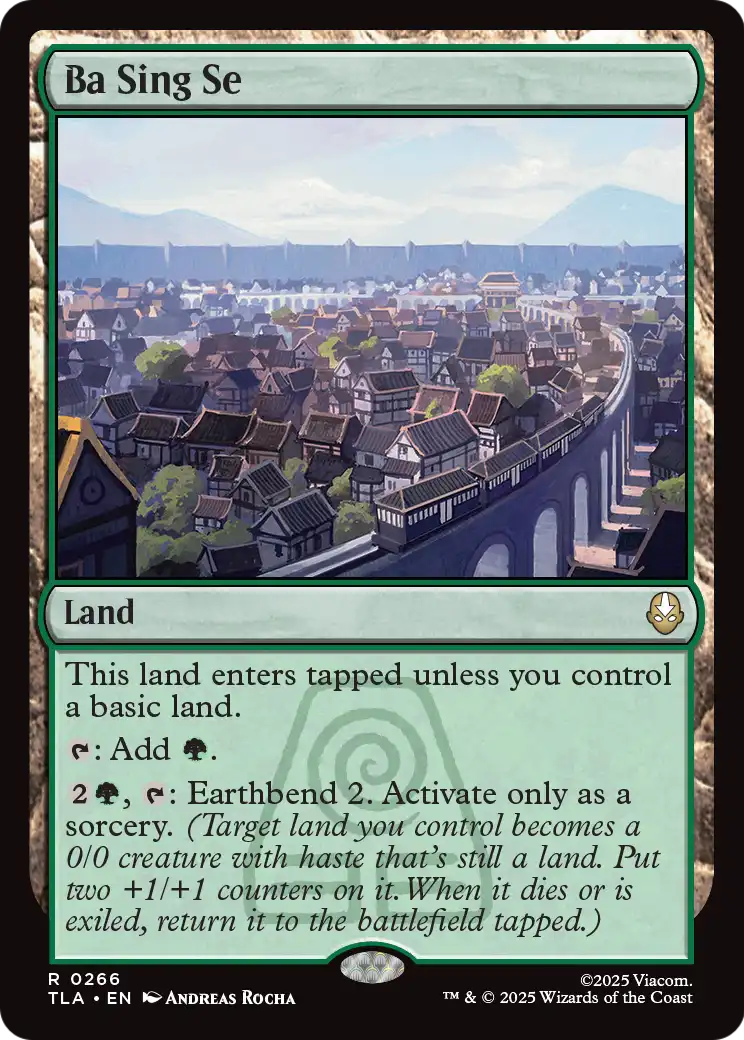 Ba Sing Se
Land
This land enters tapped unless you control
a basic land.
: Add .
2, : Earthbend 2. Activate only as a
sorcery. (Target land you control becomes a
0/0 creature with haste that's still a land. Put
two +1/+1 counters on it. When it dies or is
exiled, return it to the battlefield tapped.)
R 0266
TLA • EN ANDREAS ROCHA
©2025 Viacom.
™ & © 2025 Wizards of the Coast